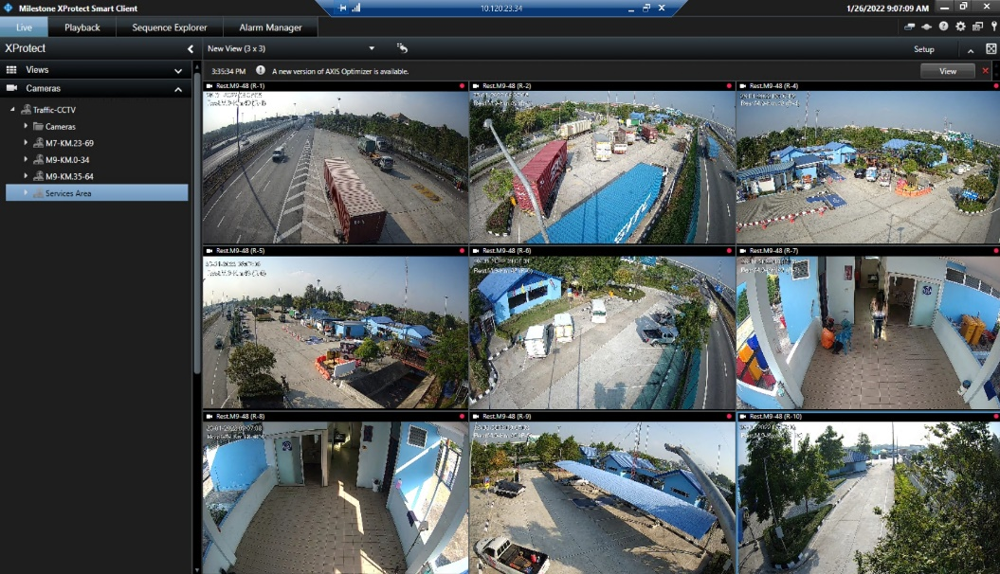 Milestone XProtect Smart Client
10.120.23.34
1/26/2022 9:07:09 AM
Live
Playback
Sequence Explorer
Alarm Manager
XProtect
New View (3 x 3)
Setup
Views
3:35:34 PM
A new version of AXIS Optimizer is available.
View
Cameras
Rest.M9-48 (R-1)
Rest.M9-48 (R-2)
Rest.M9-48 (R-4)
Traffic-CCTV
Cameras
M7-KM.23-69
M9-KM.0-34
M9-KM.35-64
Services Area
Rest.M9-48 (R-5)
Rest.M9-48 (R-6)
Rest.M9-48 (R-7)
Rest.M9-48 (R-8)
Rest.M9-48 (R-9)
Rest.M9-48 (R-10)